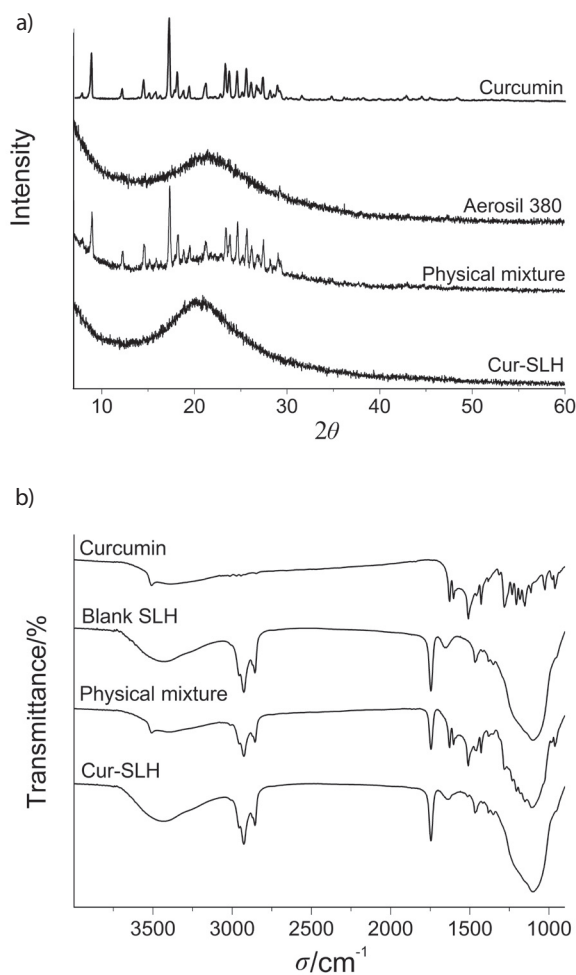 a)
Intensity
Curcumin
Aerosil 380
Physical mixture
Cur-SLH
10 20 30 40 50 60
2θ
b)
Transmittance/%
Curcumin
Blank SLH
Physical mixture
Cur-SLH
3500 3000 2500 2000 1500 1000
σ/cm⁻¹